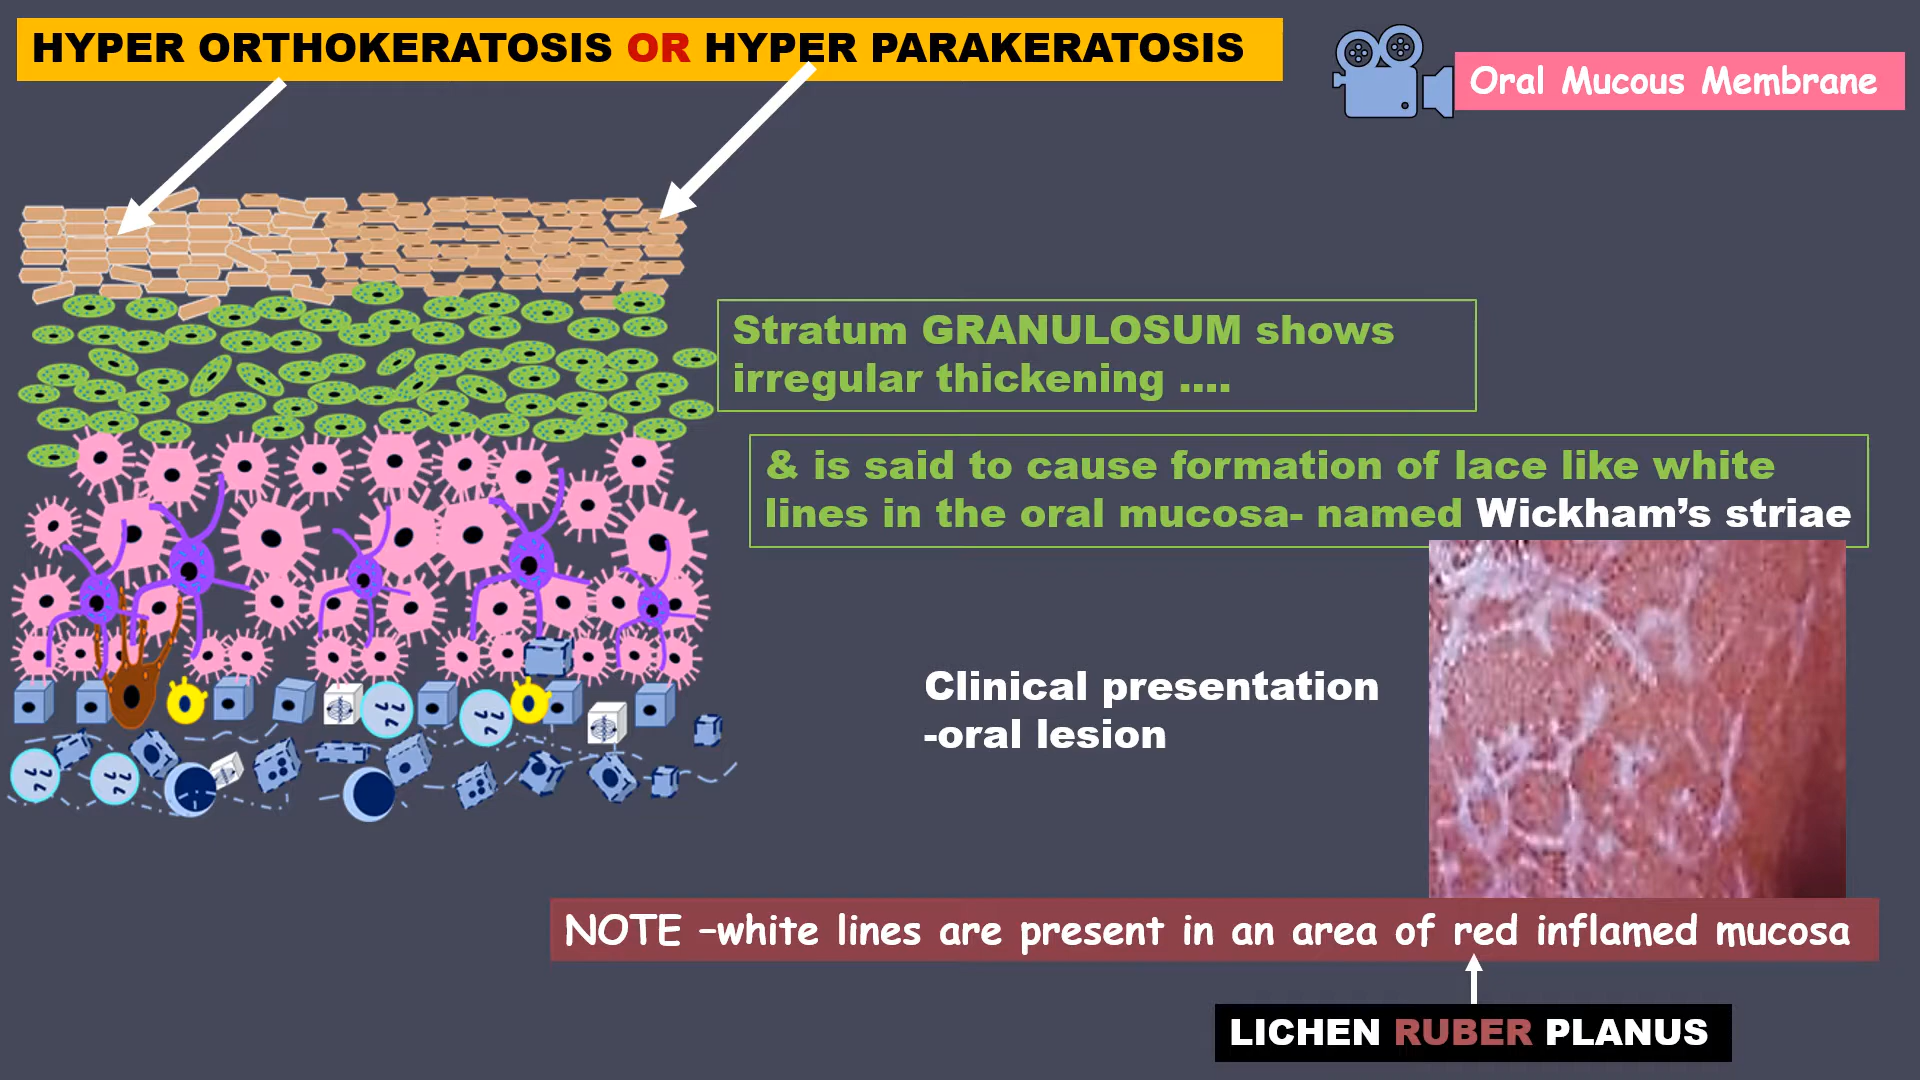 HYPER ORTHOKERATOSIS OR HYPER PARAKERATOSIS
Oral Mucous Membrane
Stratum GRANULOSUM shows
irregular thickening ....
& is said to cause formation of lace like white
lines in the oral mucosa- named Wickham’s striae
Clinical presentation
-oral lesion
NOTE –white lines are present in an area of red inflamed mucosa
LICHEN RUBER PLANUS